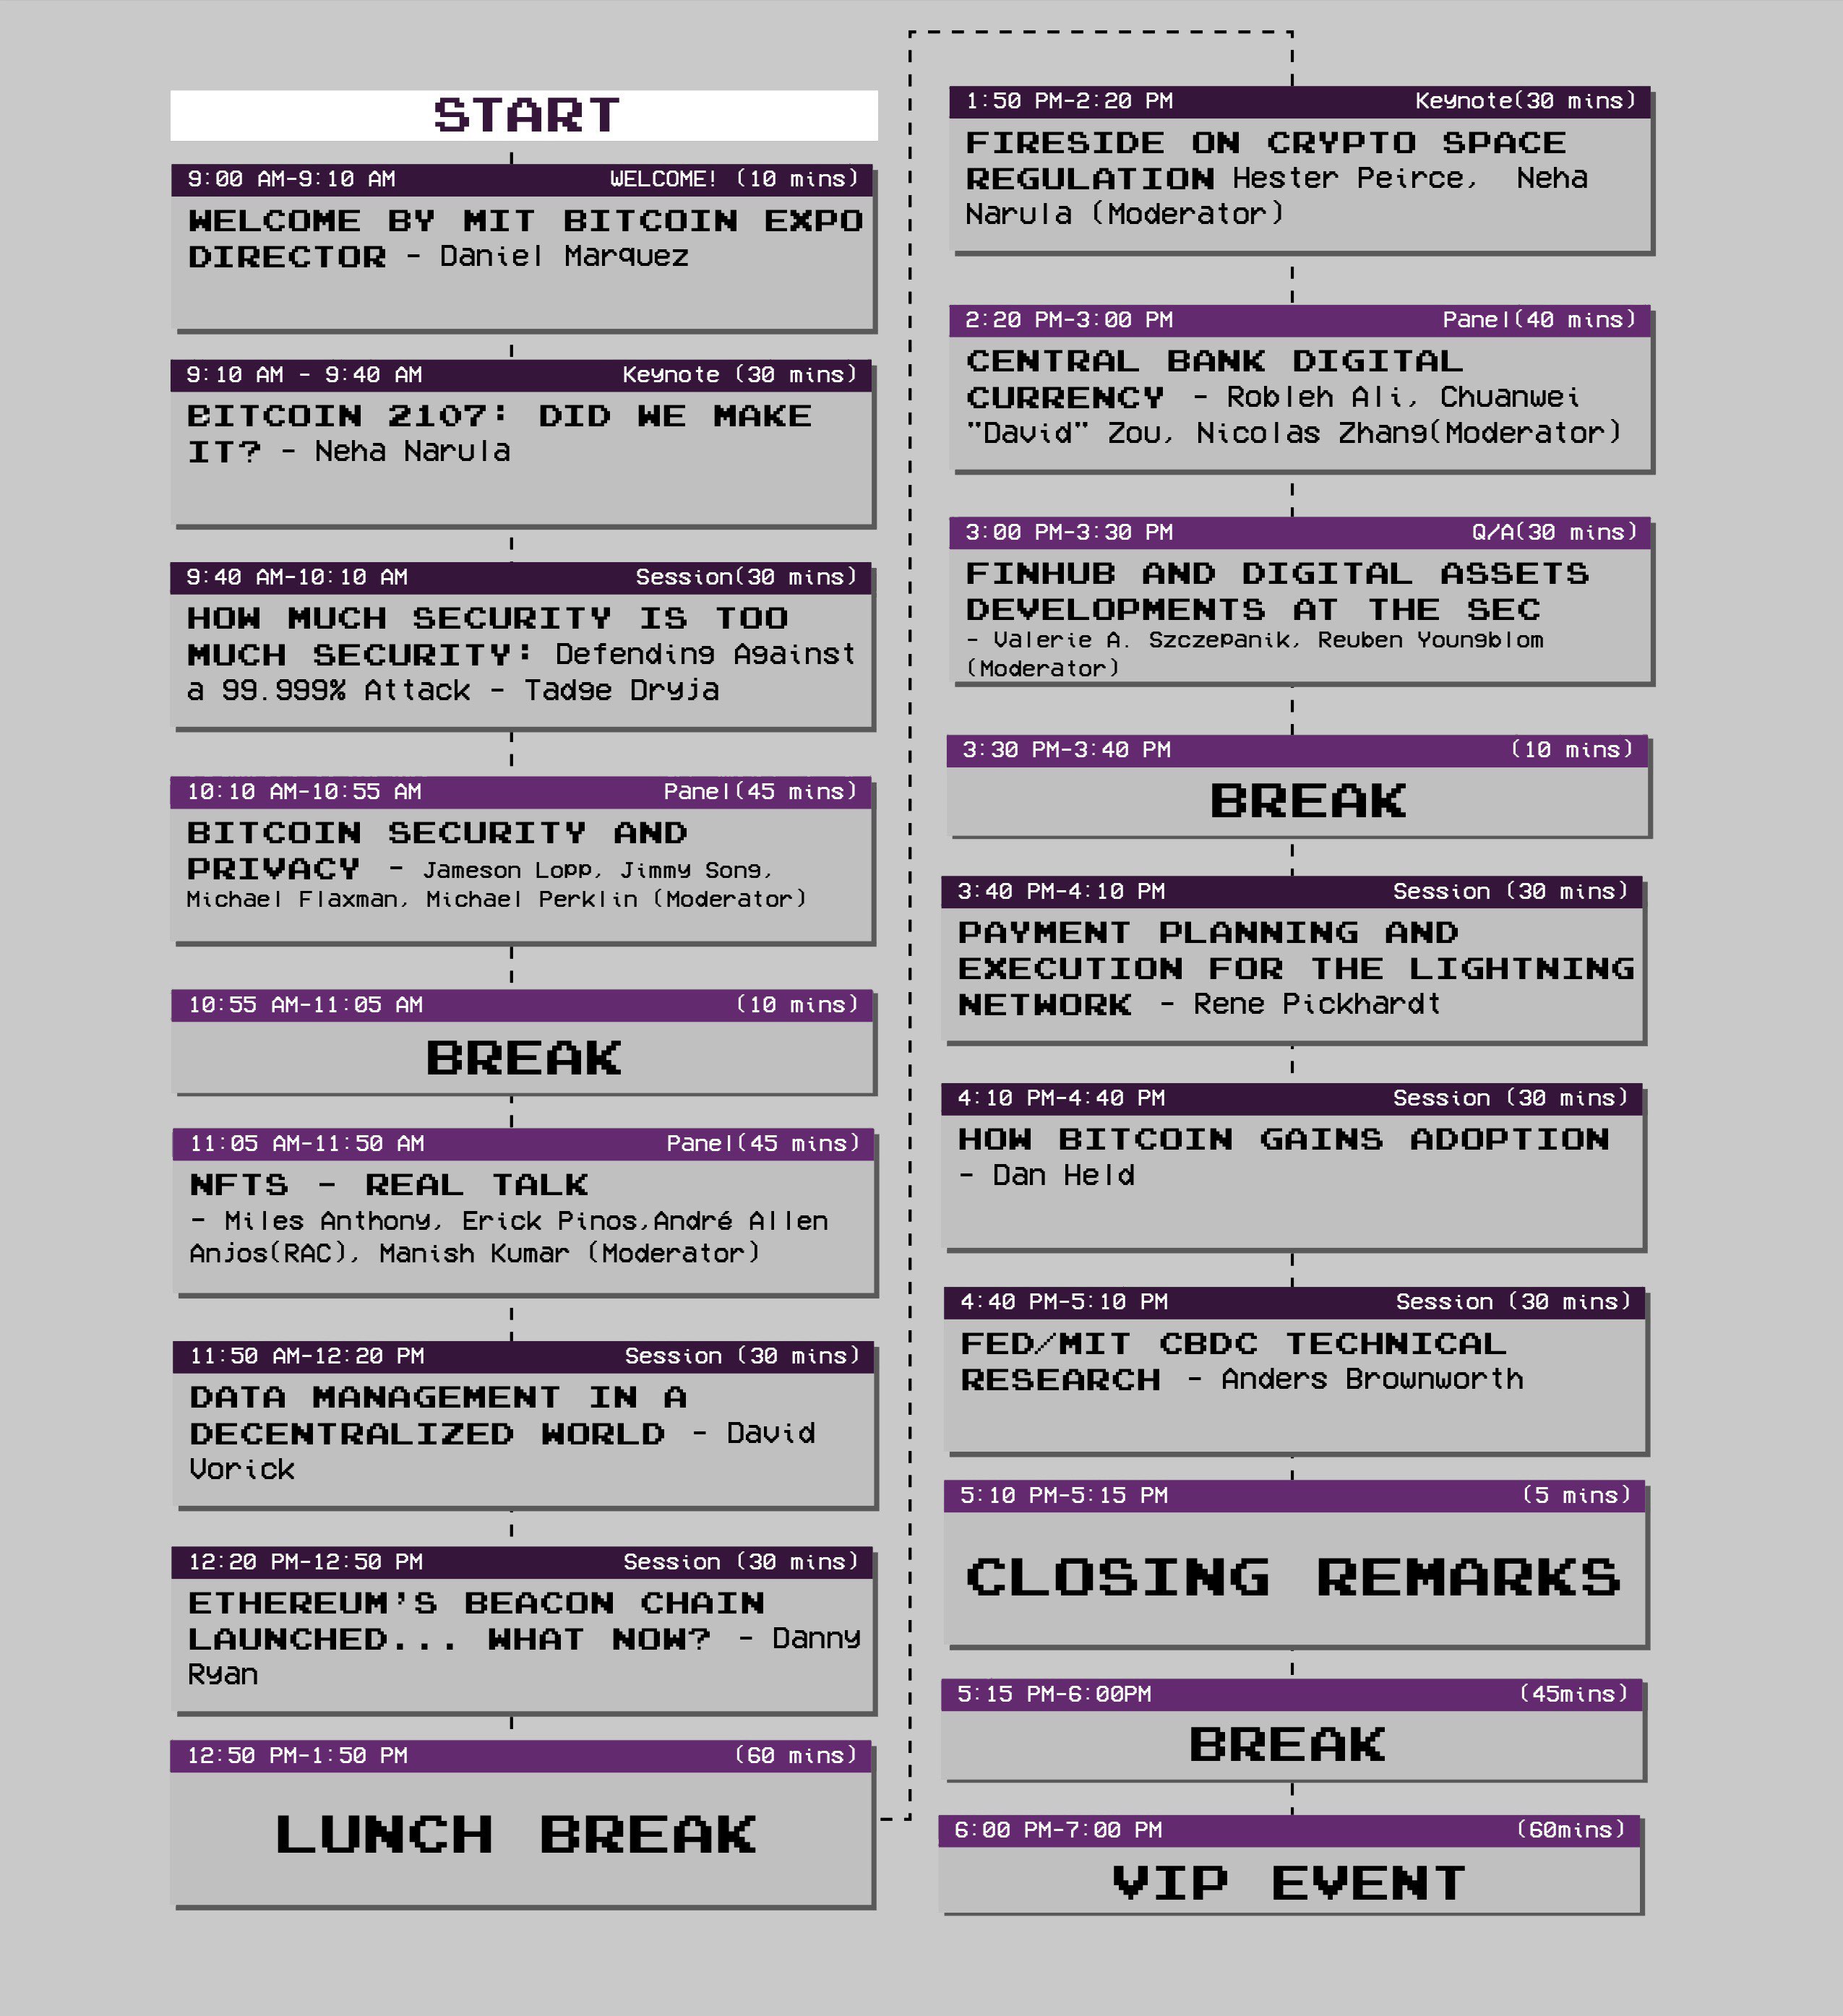 START
9:00 AM-9:10 AM WELCOME! (10 mins)
WELCOME BY MIT BITCOIN EXPO
DIRECTOR - Daniel Marquez
9:10 AM - 9:40 AM Keynote (30 mins)
BITCOIN 2107: DID WE MAKE
IT? - Neha Narula
9:40 AM-10:10 AM Session(30 mins)
HOW MUCH SECURITY IS TOO
MUCH SECURITY: Defending Against
a 99.999% Attack - Tadge Dryja
10:10 AM-10:55 AM Panel(45 mins)
BITCOIN SECURITY AND
PRIVACY - Jameson Lopp, Jimmy Song,
Michael Flaxman, Michael Perklin (Moderator)
10:55 AM-11:05 AM (10 mins)
BREAK
11:05 AM-11:50 AM Panel(45 mins)
NFTS - REAL TALK
- Miles Anthony, Erick Pinos,André Allen
Anjos(RAC), Manish Kumar (Moderator)
11:50 AM-12:20 PM Session (30 mins)
DATA MANAGEMENT IN A
DECENTRALIZED WORLD - David
Vorick
12:20 PM-12:50 PM Session (30 mins)
ETHEREUM'S BEACON CHAIN
LAUNCHED... WHAT NOW? - Danny
Ryan
12:50 PM-1:50 PM (60 mins)
LUNCH BREAK
1:50 PM-2:20 PM Keynote(30 mins)
FIRESIDE ON CRYPTO SPACE
REGULATION Hester Peirce, Neha
Narula (Moderator)
2:20 PM-3:00 PM Panel(40 mins)
CENTRAL BANK DIGITAL
CURRENCY - Robleh Ali, Chuanwei
"David" Zou, Nicolas Zhang(Moderator)
3:00 PM-3:30 PM Q/A(30 mins)
FINHUB AND DIGITAL ASSETS
DEVELOPMENTS AT THE SEC
- Valerie A. Szczepanik, Reuben Youngblom
(Moderator)
3:30 PM-3:40 PM (10 mins)
BREAK
3:40 PM-4:10 PM Session (30 mins)
PAYMENT PLANNING AND
EXECUTION FOR THE LIGHTNING
NETWORK - Rene Pickhardt
4:10 PM-4:40 PM Session (30 mins)
HOW BITCOIN GAINS ADOPTION
- Dan Held
4:40 PM-5:10 PM Session (30 mins)
FED/MIT CBDC TECHNICAL
RESEARCH - Anders Brownworth
5:10 PM-5:15 PM (5 mins)
CLOSING REMARKS
5:15 PM-6:00PM (45mins)
BREAK
6:00 PM-7:00 PM (60mins)
VIP EVENT